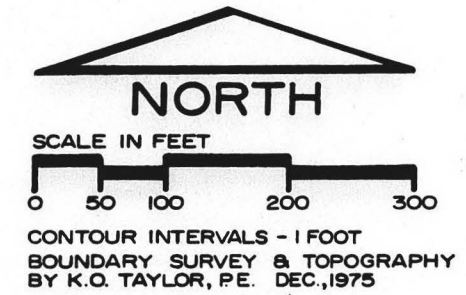 NORTH
SCALE IN FEET
0 50 100 200 300
CONTOUR INTERVALS - 1 FOOT
BOUNDARY SURVEY & TOPOGRAPHY
BY K.O. TAYLOR, P.E. DEC., 1975